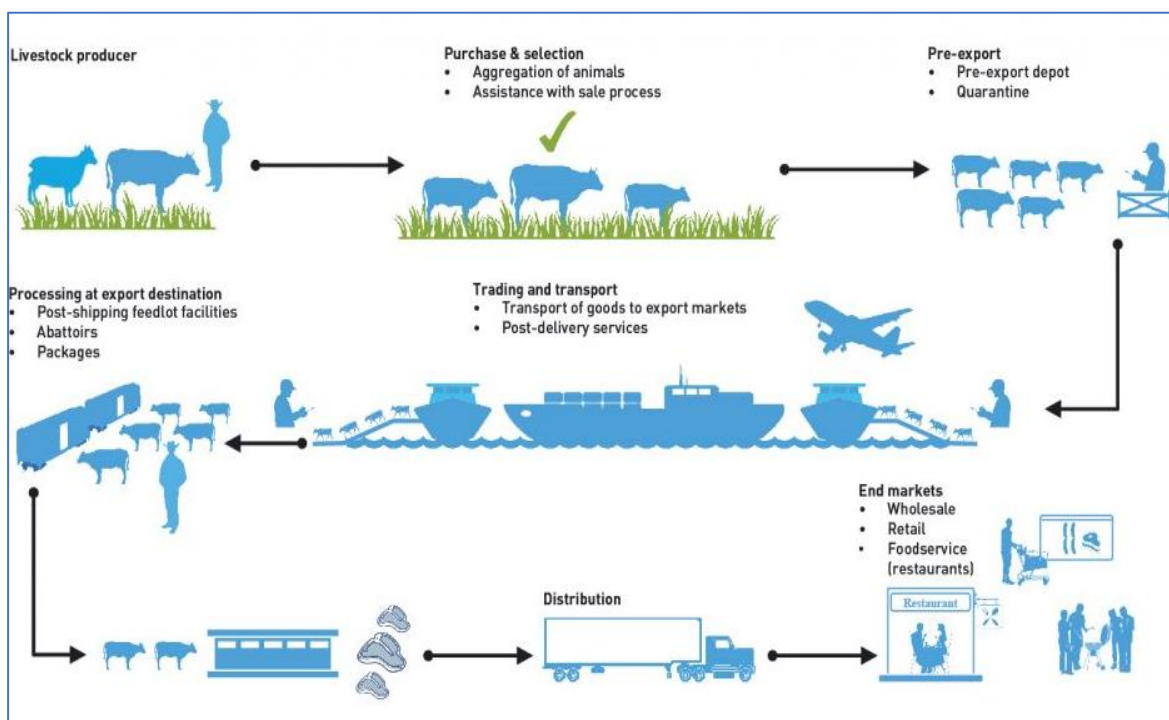 Livestock producer
Purchase & selection
• Aggregation of animals
• Assistance with sale process
Pre-export
• Pre-export depot
• Quarantine
Trading and transport
• Transport of goods to export markets
• Post-delivery services
Processing at export destination
• Post-shipping feedlot facilities
• Abattoirs
• Packages
Distribution
End markets
• Wholesale
• Retail
• Foodservice
(restaurants)
Restaurant